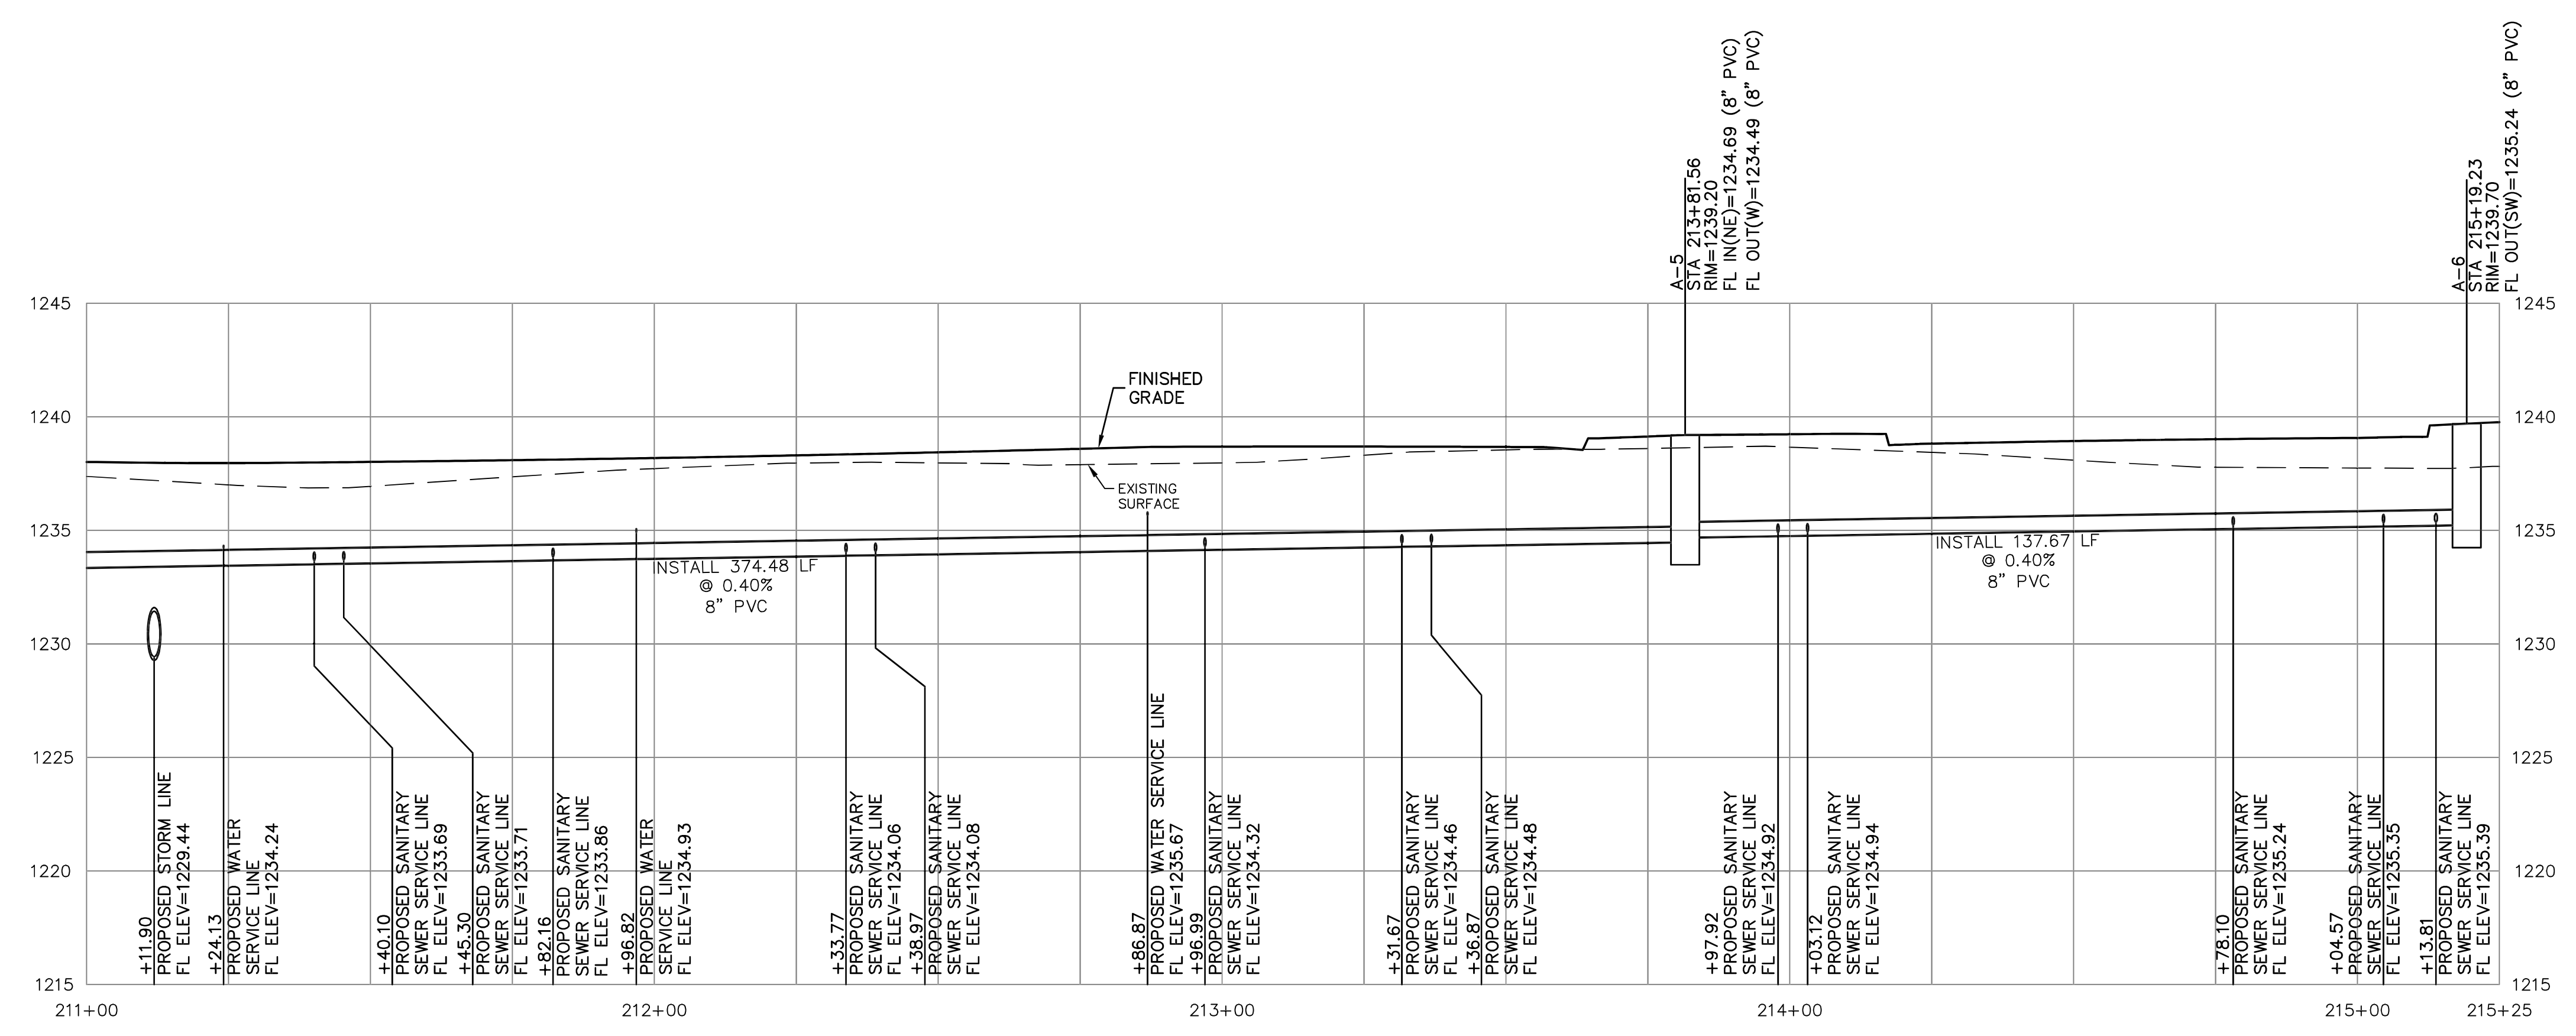 A-5
STA 213+81.56
RIM=1239.20
FL IN(NE)=1234.69 (8" PVC)
FL OUT(W)=1234.49 (8" PVC)
A-6
STA 215+19.23
RIM=1239.70
FL OUT(SW)=1235.24 (8" PVC)
1245
1245
FINISHED
GRADE
1240
1240
EXISTING
SURFACE
1235
1235
INSTALL 374.48 LF
@ 0.40%
8" PVC
INSTALL 137.67 LF
@ 0.40%
8" PVC
1230
1230
1225
1225
1220
1220
1215
1215
+11.90
PROPOSED STORM LINE
FL ELEV=1229.44
+24.13
PROPOSED WATER
SERVICE LINE
FL ELEV=1234.24
+40.10
PROPOSED SANITARY
SEWER SERVICE LINE
FL ELEV=1233.69
+45.30
PROPOSED SANITARY
SEWER SERVICE LINE
FL ELEV=1233.71
+82.16
PROPOSED SANITARY
SEWER SERVICE LINE
FL ELEV=1233.86
+96.82
PROPOSED WATER
SERVICE LINE
FL ELEV=1234.93
+33.77
PROPOSED SANITARY
SEWER SERVICE LINE
FL ELEV=1234.06
+38.97
PROPOSED SANITARY
SEWER SERVICE LINE
FL ELEV=1234.08
+86.87
PROPOSED WATER SERVICE LINE
FL ELEV=1235.67
+96.99
PROPOSED SANITARY
SEWER SERVICE LINE
FL ELEV=1234.32
+31.67
PROPOSED SANITARY
SEWER SERVICE LINE
FL ELEV=1234.46
+36.87
PROPOSED SANITARY
SEWER SERVICE LINE
FL ELEV=1234.48
+97.92
PROPOSED SANITARY
SEWER SERVICE LINE
FL ELEV=1234.92
+03.12
PROPOSED SANITARY
SEWER SERVICE LINE
FL ELEV=1234.94
+78.10
PROPOSED SANITARY
SEWER SERVICE LINE
FL ELEV=1235.24
+04.57
PROPOSED SANITARY
SEWER SERVICE LINE
FL ELEV=1235.35
+13.81
PROPOSED SANITARY
SEWER SERVICE LINE
FL ELEV=1235.39
211+00
212+00
213+00
214+00
215+00
215+25